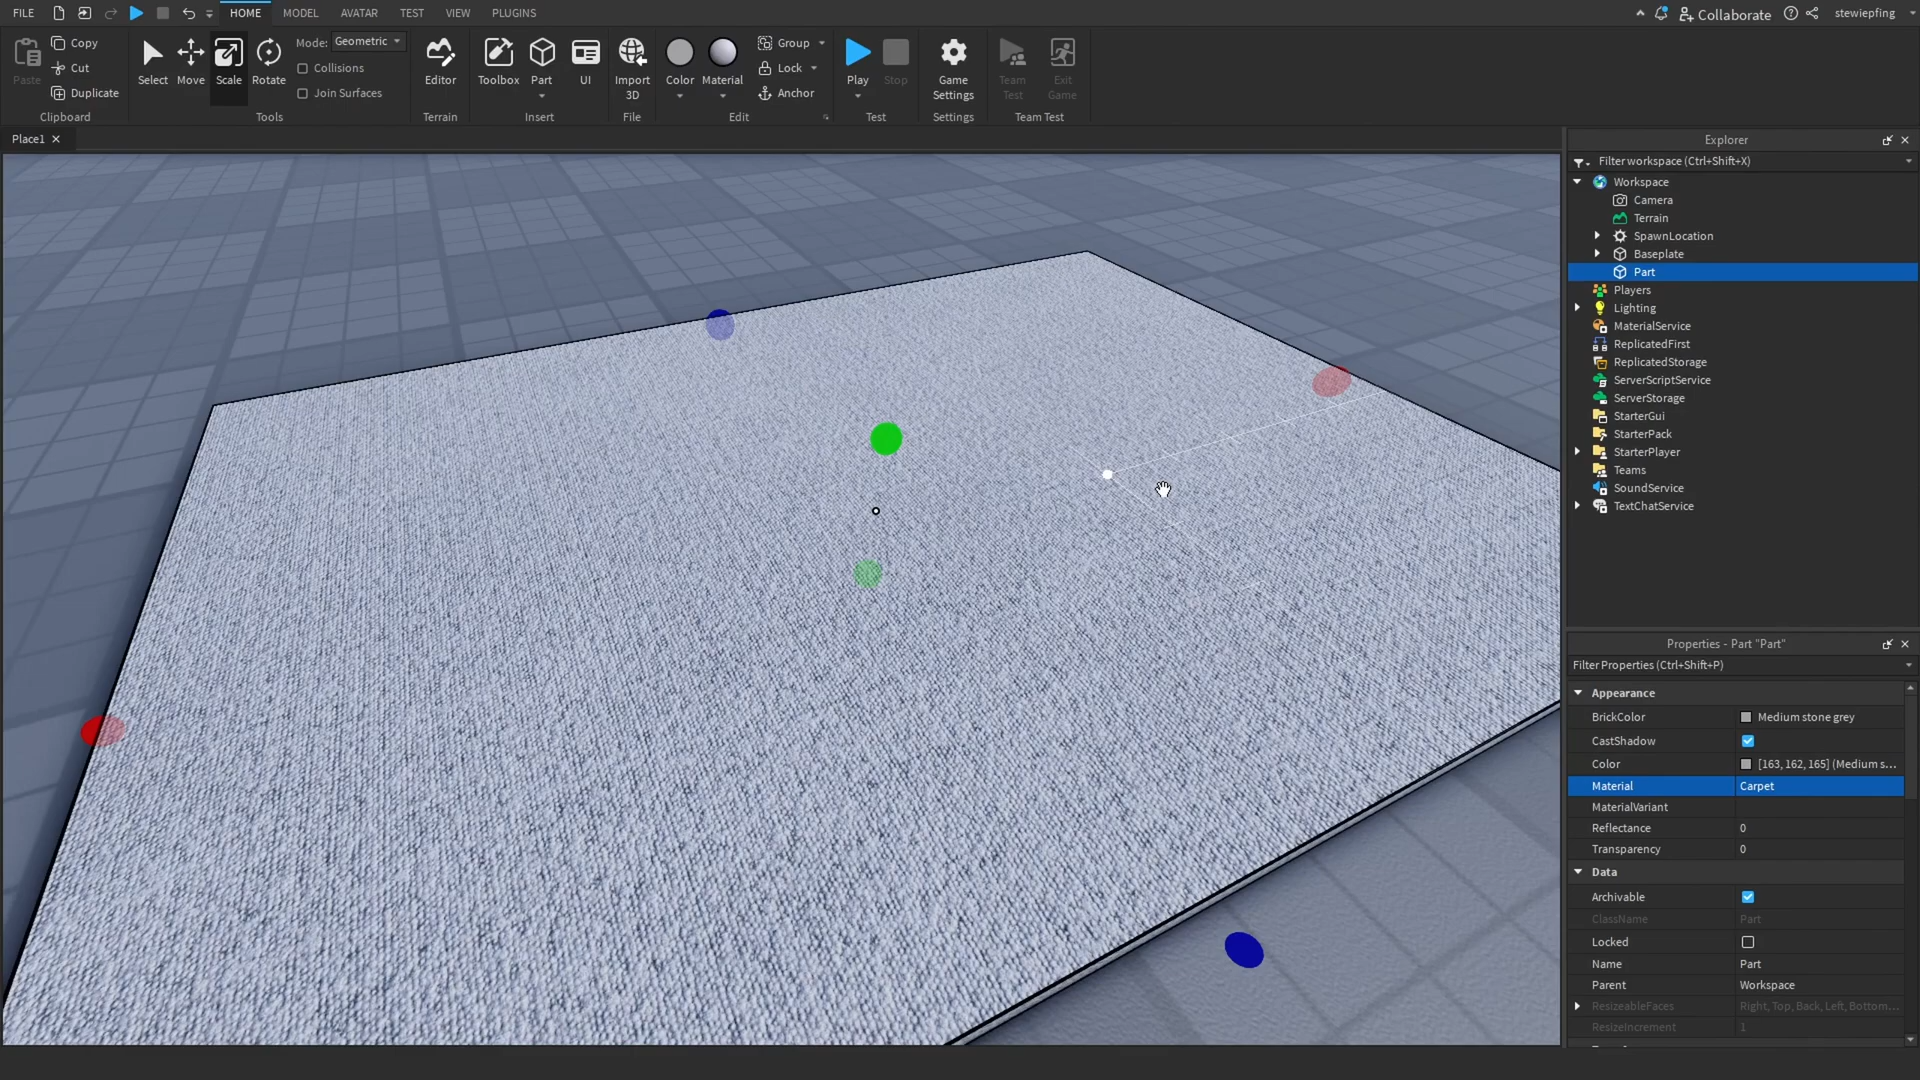 FILE HOME MODEL AVATAR TEST VIEW PLUGINS Collaborate stewiepfing
Paste Copy Cut Duplicate Clipboard
Select Move Scale Rotate Mode: Geometric Collisions Join Surfaces Tools
Editor Terrain
Toolbox Part UI Insert
Import 3D File
Color Material Group Lock Anchor Edit
Play Stop Test
Game Settings Settings
Team Test Exit Game Team Test
Place1
Explorer
Filter workspace (Ctrl+Shift+X)
Workspace
Camera
Terrain
SpawnLocation
Baseplate
Part
Players
Lighting
MaterialService
ReplicatedFirst
ReplicatedStorage
ServerScriptService
ServerStorage
StarterGui
StarterPack
StarterPlayer
Teams
SoundService
TextChatService
Properties - Part "Part"
Filter Properties (Ctrl+Shift+P)
Appearance
BrickColor Medium stone grey
CastShadow
Color [163, 162, 165] (Medium s...
Material Carpet
MaterialVariant
Reflectance 0
Transparency 0
Data
Archivable
ClassName Part
Locked
Name Part
Parent Workspace
ResizeableFaces Right, Top, Back, Left, Bottom...
ResizeIncrement 1